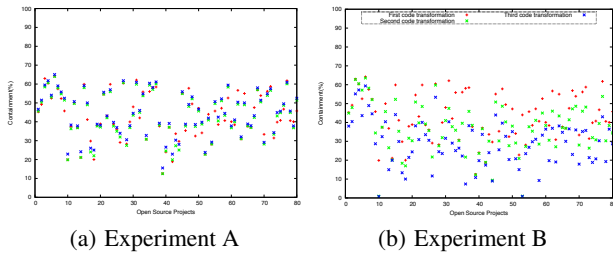 First code transformation
Second code transformation
Third code transformation
Containment(%)
100
90
80
70
60
50
40
30
20
10
0
0 10 20 30 40 50 60 70 80
Open Source Projects
(a) Experiment A
Containment(%)
100
90
80
70
60
50
40
30
20
10
0
0 10 20 30 40 50 60 70 80
Open Source Projects
(b) Experiment B